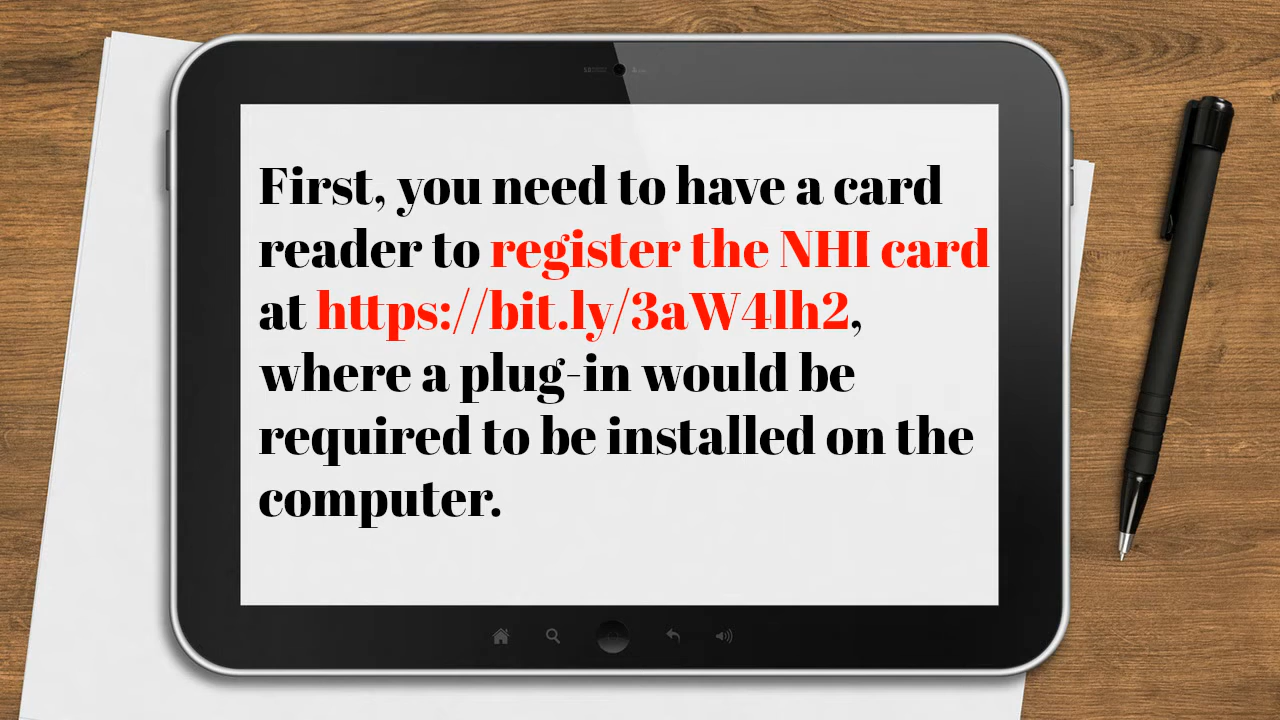 First, you need to have a card
reader to register the NHI card
at https://bit.ly/3aW4lh2,
where a plug-in would be
required to be installed on the
computer.